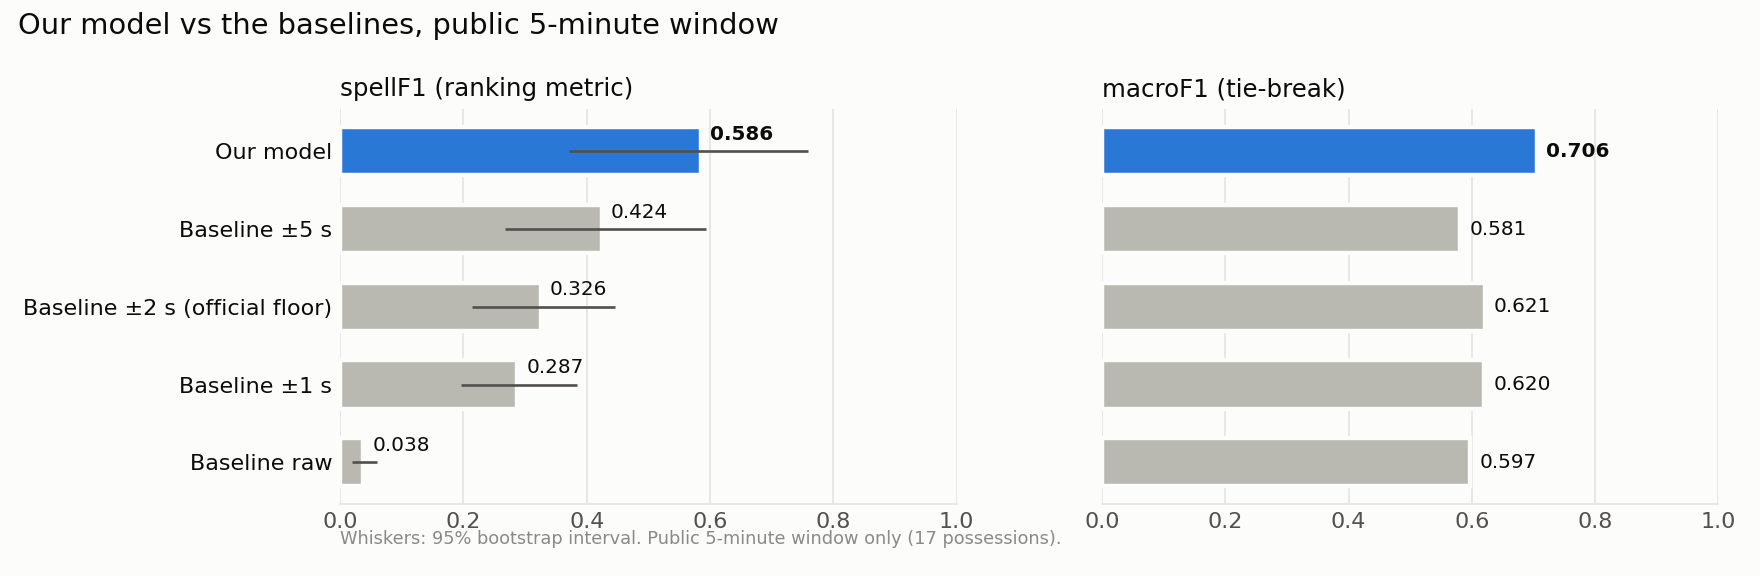 Our model vs the baselines, public 5-minute window
spellF1 (ranking metric)
Our model
0.586
Baseline ±5 s
0.424
Baseline ±2 s (official floor)
0.326
Baseline ±1 s
0.287
Baseline raw
0.038
0.0 0.2 0.4 0.6 0.8 1.0
macroF1 (tie-break)
0.706
0.581
0.621
0.620
0.597
0.0 0.2 0.4 0.6 0.8 1.0
Whiskers: 95% bootstrap interval. Public 5-minute window only (17 possessions).